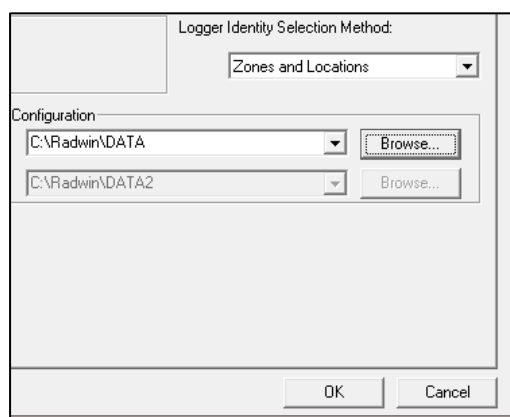 Logger Identity Selection Method:
Zones and Locations
Configuration
C:\Radwin\DATA
Browse...
C:\Radwin\DATA2
Browse...
OK
Cancel